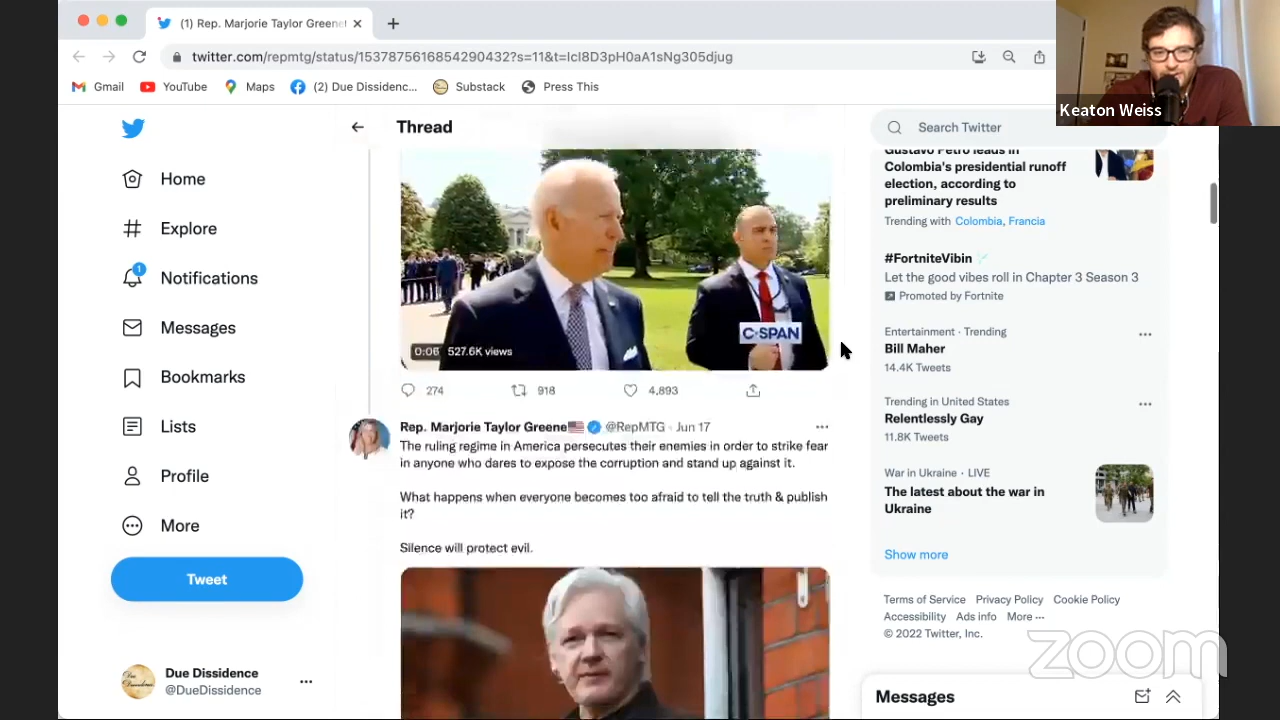 (1) Rep. Marjorie Taylor Greene
twitter.com/repmtg/status/1537875616854290432?s=11&t=lcI8D3pH0aA1sNg305djug
Gmail
YouTube
Maps
(2) Due Dissidenc...
Substack
Press This
Keaton Weiss
Thread
Search Twitter
Home
Explore
1
Notifications
Messages
Bookmarks
Lists
Profile
More
Tweet
Due Dissidence
@DueDissidence
C-SPAN
0:06 527.6K views
274
918
4,893
Rep. Marjorie Taylor Greene @RepMTG · Jun 17
The ruling regime in America persecutes their enemies in order to strike fear
in anyone who dares to expose the corruption and stand up against it.
What happens when everyone becomes too afraid to tell the truth & publish
it?
Silence will protect evil.
Gustavo Petro leads in
Colombia's presidential runoff
election, according to
preliminary results
Trending with Colombia, Francia
#FortniteVibin
Let the good vibes roll in Chapter 3 Season 3
Promoted by Fortnite
Entertainment · Trending
Bill Maher
14.4K Tweets
Trending in United States
Relentlessly Gay
11.8K Tweets
War in Ukraine · LIVE
The latest about the war in
Ukraine
Show more
Terms of Service Privacy Policy Cookie Policy
Accessibility Ads info More ···
© 2022 Twitter, Inc.
zoom
Messages